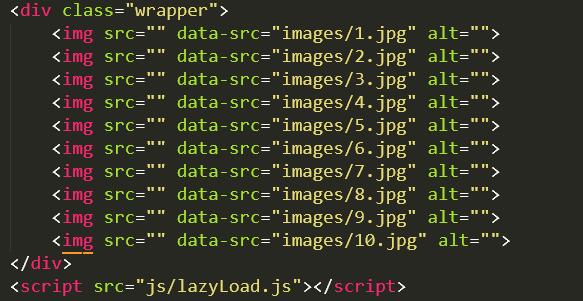 <div class="wrapper">
    <img src="" data-src="images/1.jpg" alt="">
    <img src="" data-src="images/2.jpg" alt="">
    <img src="" data-src="images/3.jpg" alt="">
    <img src="" data-src="images/4.jpg" alt="">
    <img src="" data-src="images/5.jpg" alt="">
    <img src="" data-src="images/6.jpg" alt="">
    <img src="" data-src="images/7.jpg" alt="">
    <img src="" data-src="images/8.jpg" alt="">
    <img src="" data-src="images/9.jpg" alt="">
    <img src="" data-src="images/10.jpg" alt="">
</div>
<script src="js/lazyLoad.js"></script>